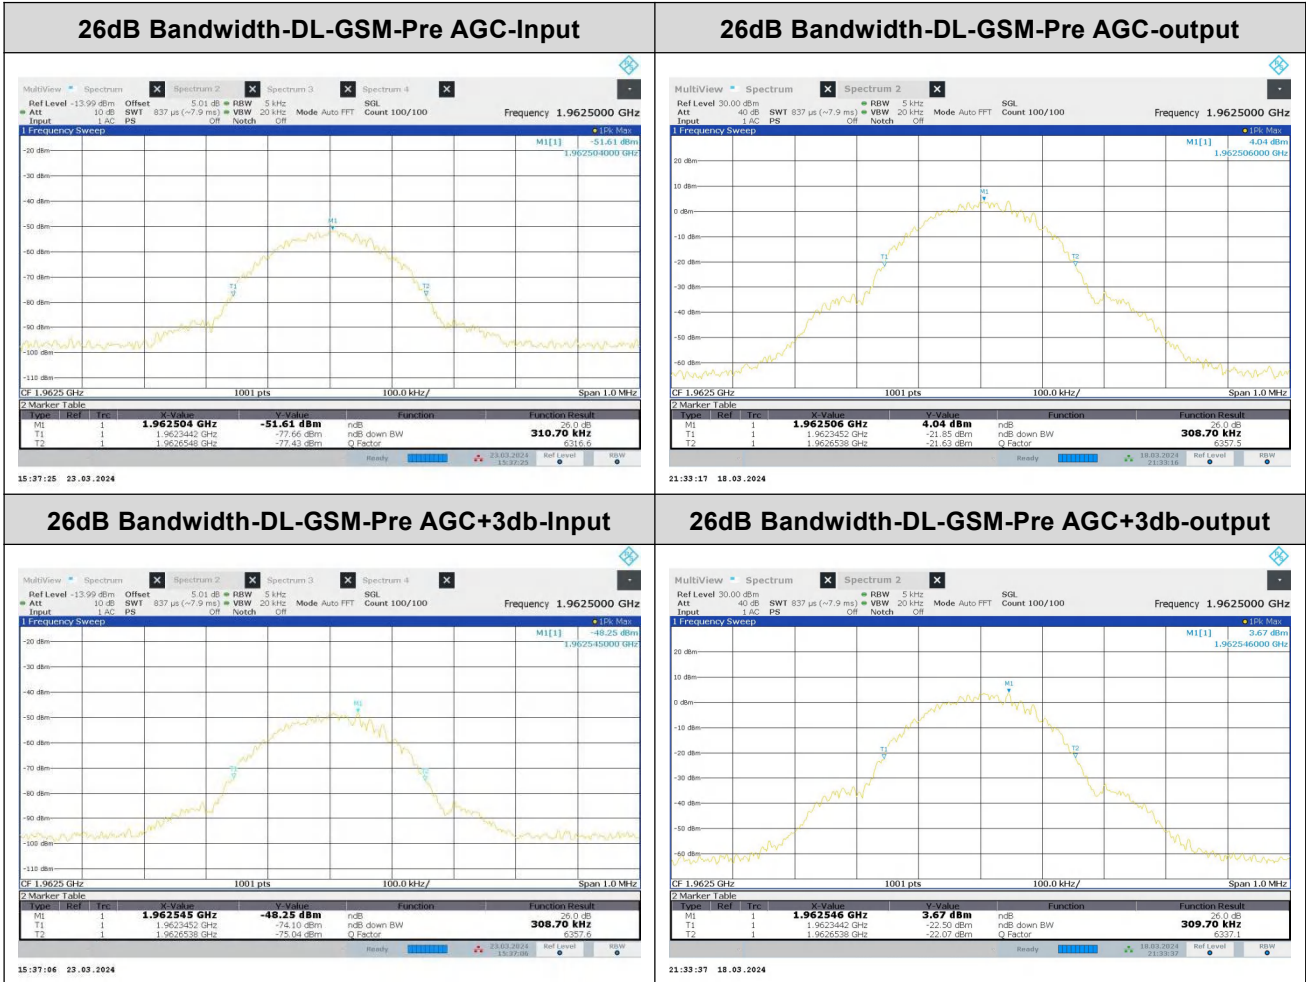 26dB Bandwidth-DL-GSM-Pre AGC-Input
MultiView Spectrum Spectrum 2 Spectrum 3 Spectrum 4
Ref Level -13.99 dBm Offset 5.01 dB RBW 5 kHz SGL
Att 10 dB SWT 837 µs (~7.9 ms) VBW 20 kHz Mode Auto FFT Count 100/100 Frequency 1.9625000 GHz
Input 1 AC PS Off Notch Off
1 Frequency Sweep 1Pk Max
M1[1] -51.61 dBm
1.962504000 GHz
-20 dBm
-30 dBm
-40 dBm
M1
-50 dBm
-60 dBm
-70 dBm
T1 T2
-80 dBm
-90 dBm
-100 dBm
-110 dBm
CF 1.9625 GHz 1001 pts 100.0 kHz/ Span 1.0 MHz
2 Marker Table
Type Ref Trc X-Value Y-Value Function Function Result
M1 1 1.962504 GHz -51.61 dBm ndB 26.0 dB
T1 1 1.9623442 GHz -77.66 dBm ndB down BW 310.70 kHz
T2 1 1.9626548 GHz -77.43 dBm Q Factor 6316.6
Ready 23.03.2024 15:37:25 Ref Level RBW
15:37:25 23.03.2024
26dB Bandwidth-DL-GSM-Pre AGC-output
MultiView Spectrum Spectrum 2
Ref Level 30.00 dBm RBW 5 kHz SGL
Att 40 dB SWT 837 µs (~7.9 ms) VBW 20 kHz Mode Auto FFT Count 100/100 Frequency 1.9625000 GHz
Input 1 AC PS Off Notch Off
1 Frequency Sweep 1Pk Max
M1[1] 4.04 dBm
1.962506000 GHz
20 dBm
10 dBm
M1
0 dBm
-10 dBm
T1 T2
-20 dBm
-30 dBm
-40 dBm
-50 dBm
-60 dBm
CF 1.9625 GHz 1001 pts 100.0 kHz/ Span 1.0 MHz
2 Marker Table
Type Ref Trc X-Value Y-Value Function Function Result
M1 1 1.962506 GHz 4.04 dBm ndB 26.0 dB
T1 1 1.9623452 GHz -21.85 dBm ndB down BW 308.70 kHz
T2 1 1.9626538 GHz -21.63 dBm Q Factor 6357.5
Ready 18.03.2024 21:33:16 Ref Level RBW
21:33:17 18.03.2024
26dB Bandwidth-DL-GSM-Pre AGC+3db-Input
MultiView Spectrum Spectrum 2 Spectrum 3 Spectrum 4
Ref Level -13.99 dBm Offset 5.01 dB RBW 5 kHz SGL
Att 10 dB SWT 837 µs (~7.9 ms) VBW 20 kHz Mode Auto FFT Count 100/100 Frequency 1.9625000 GHz
Input 1 AC PS Off Notch Off
1 Frequency Sweep 1Pk Max
M1[1] -48.25 dBm
1.962545000 GHz
-20 dBm
-30 dBm
-40 dBm
M1
-50 dBm
-60 dBm
-70 dBm
T1 T2
-80 dBm
-90 dBm
-100 dBm
-110 dBm
CF 1.9625 GHz 1001 pts 100.0 kHz/ Span 1.0 MHz
2 Marker Table
Type Ref Trc X-Value Y-Value Function Function Result
M1 1 1.962545 GHz -48.25 dBm ndB 26.0 dB
T1 1 1.9623452 GHz -74.10 dBm ndB down BW 308.70 kHz
T2 1 1.9626538 GHz -75.04 dBm Q Factor 6357.6
Ready 23.03.2024 15:37:06 Ref Level RBW
15:37:06 23.03.2024
26dB Bandwidth-DL-GSM-Pre AGC+3db-output
MultiView Spectrum Spectrum 2
Ref Level 30.00 dBm RBW 5 kHz SGL
Att 40 dB SWT 837 µs (~7.9 ms) VBW 20 kHz Mode Auto FFT Count 100/100 Frequency 1.9625000 GHz
Input 1 AC PS Off Notch Off
1 Frequency Sweep 1Pk Max
M1[1] 3.67 dBm
1.962546000 GHz
20 dBm
10 dBm
M1
0 dBm
-10 dBm
T1 T2
-20 dBm
-30 dBm
-40 dBm
-50 dBm
-60 dBm
CF 1.9625 GHz 1001 pts 100.0 kHz/ Span 1.0 MHz
2 Marker Table
Type Ref Trc X-Value Y-Value Function Function Result
M1 1 1.962546 GHz 3.67 dBm ndB 26.0 dB
T1 1 1.9623442 GHz -22.50 dBm ndB down BW 309.70 kHz
T2 1 1.9626538 GHz -22.07 dBm Q Factor 6337.1
Ready 18.03.2024 21:33:37 Ref Level RBW
21:33:37 18.03.2024